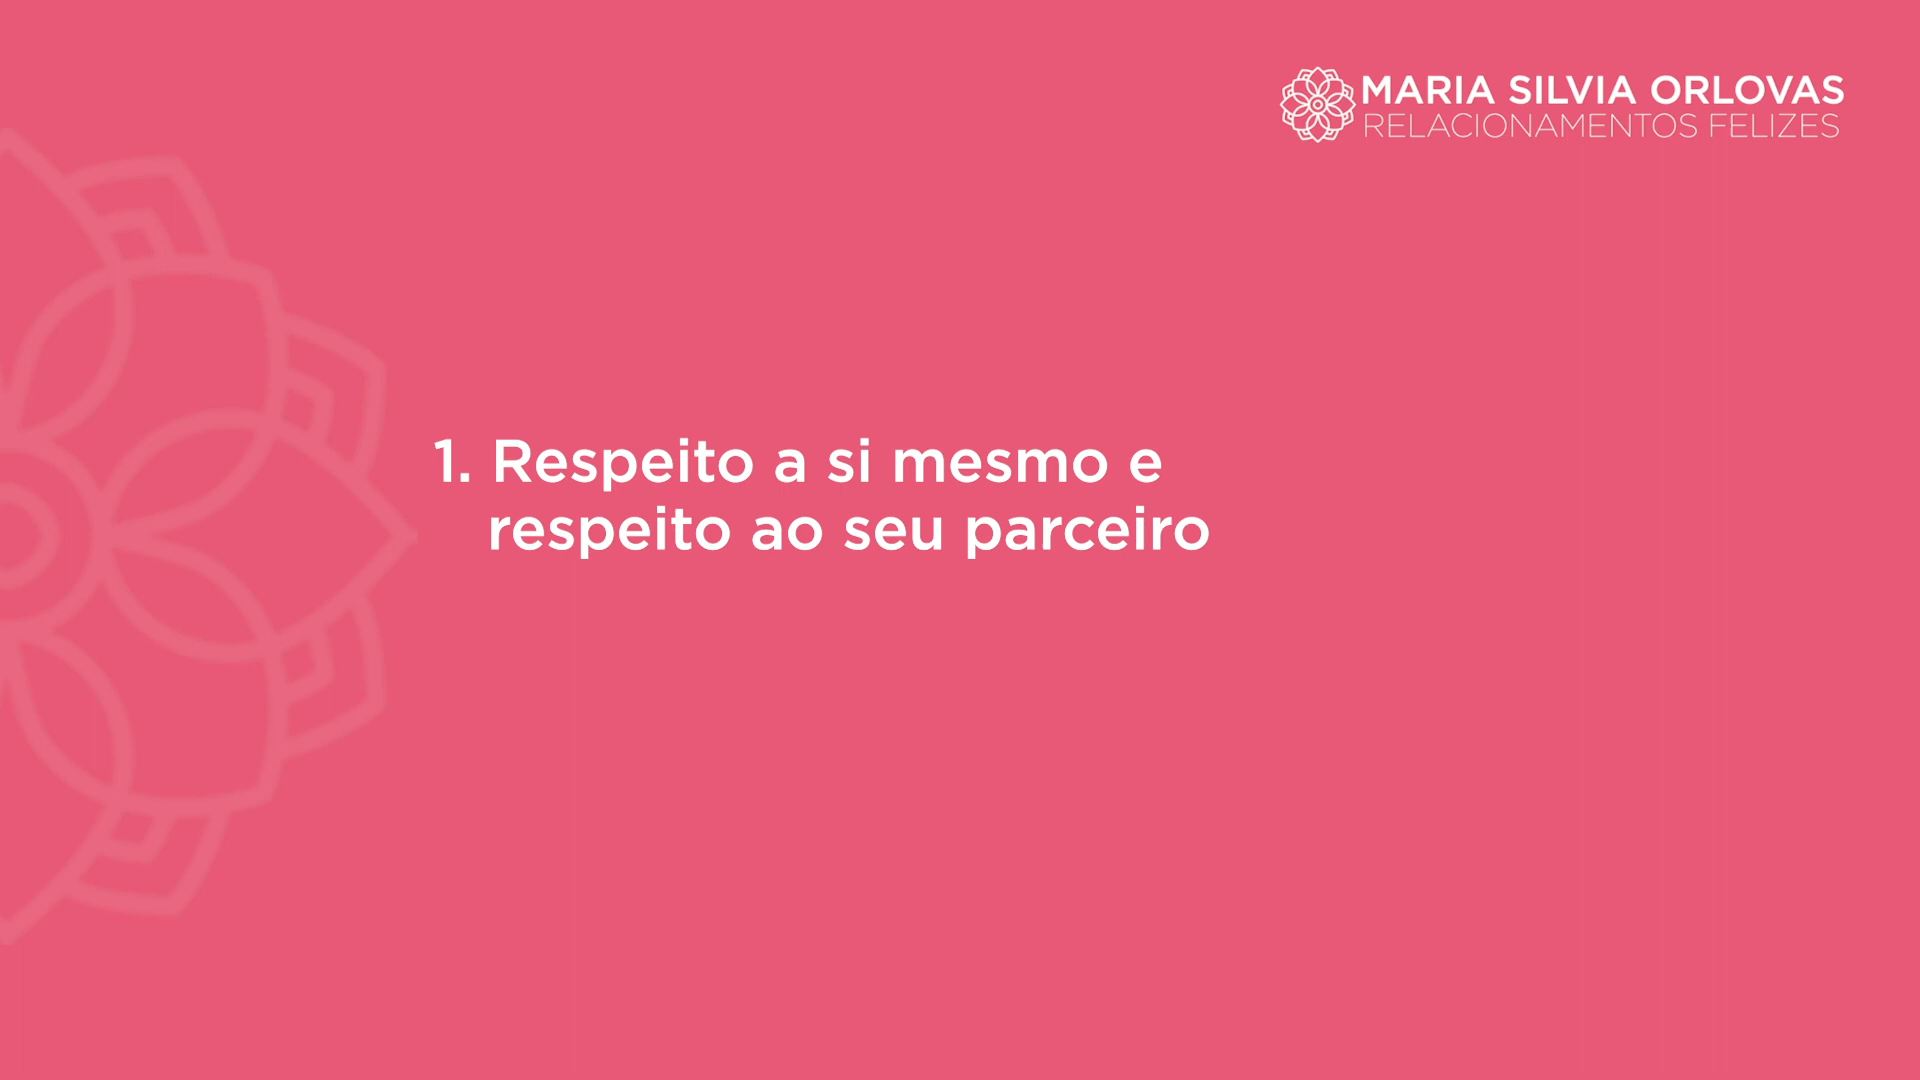 MARIA SILVIA ORLOVAS
RELACIONAMENTOS FELIZES
1. Respeito a si mesmo e
respeito ao seu parceiro